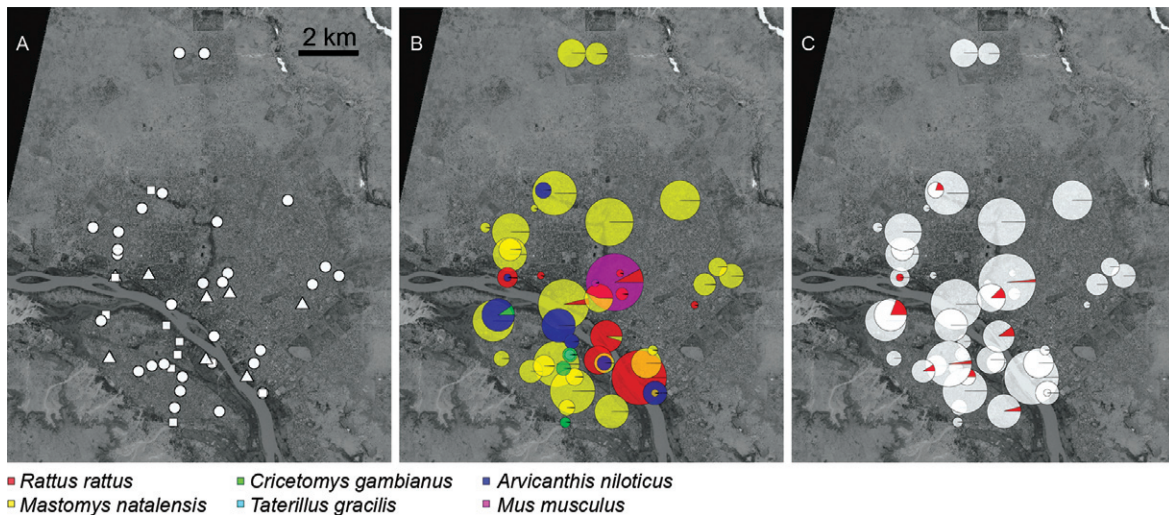 A
2 km
B
C
Rattus rattus
Cricetomys gambianus
Arvicanthis niloticus
Mastomys natalensis
Taterillus gracilis
Mus musculus